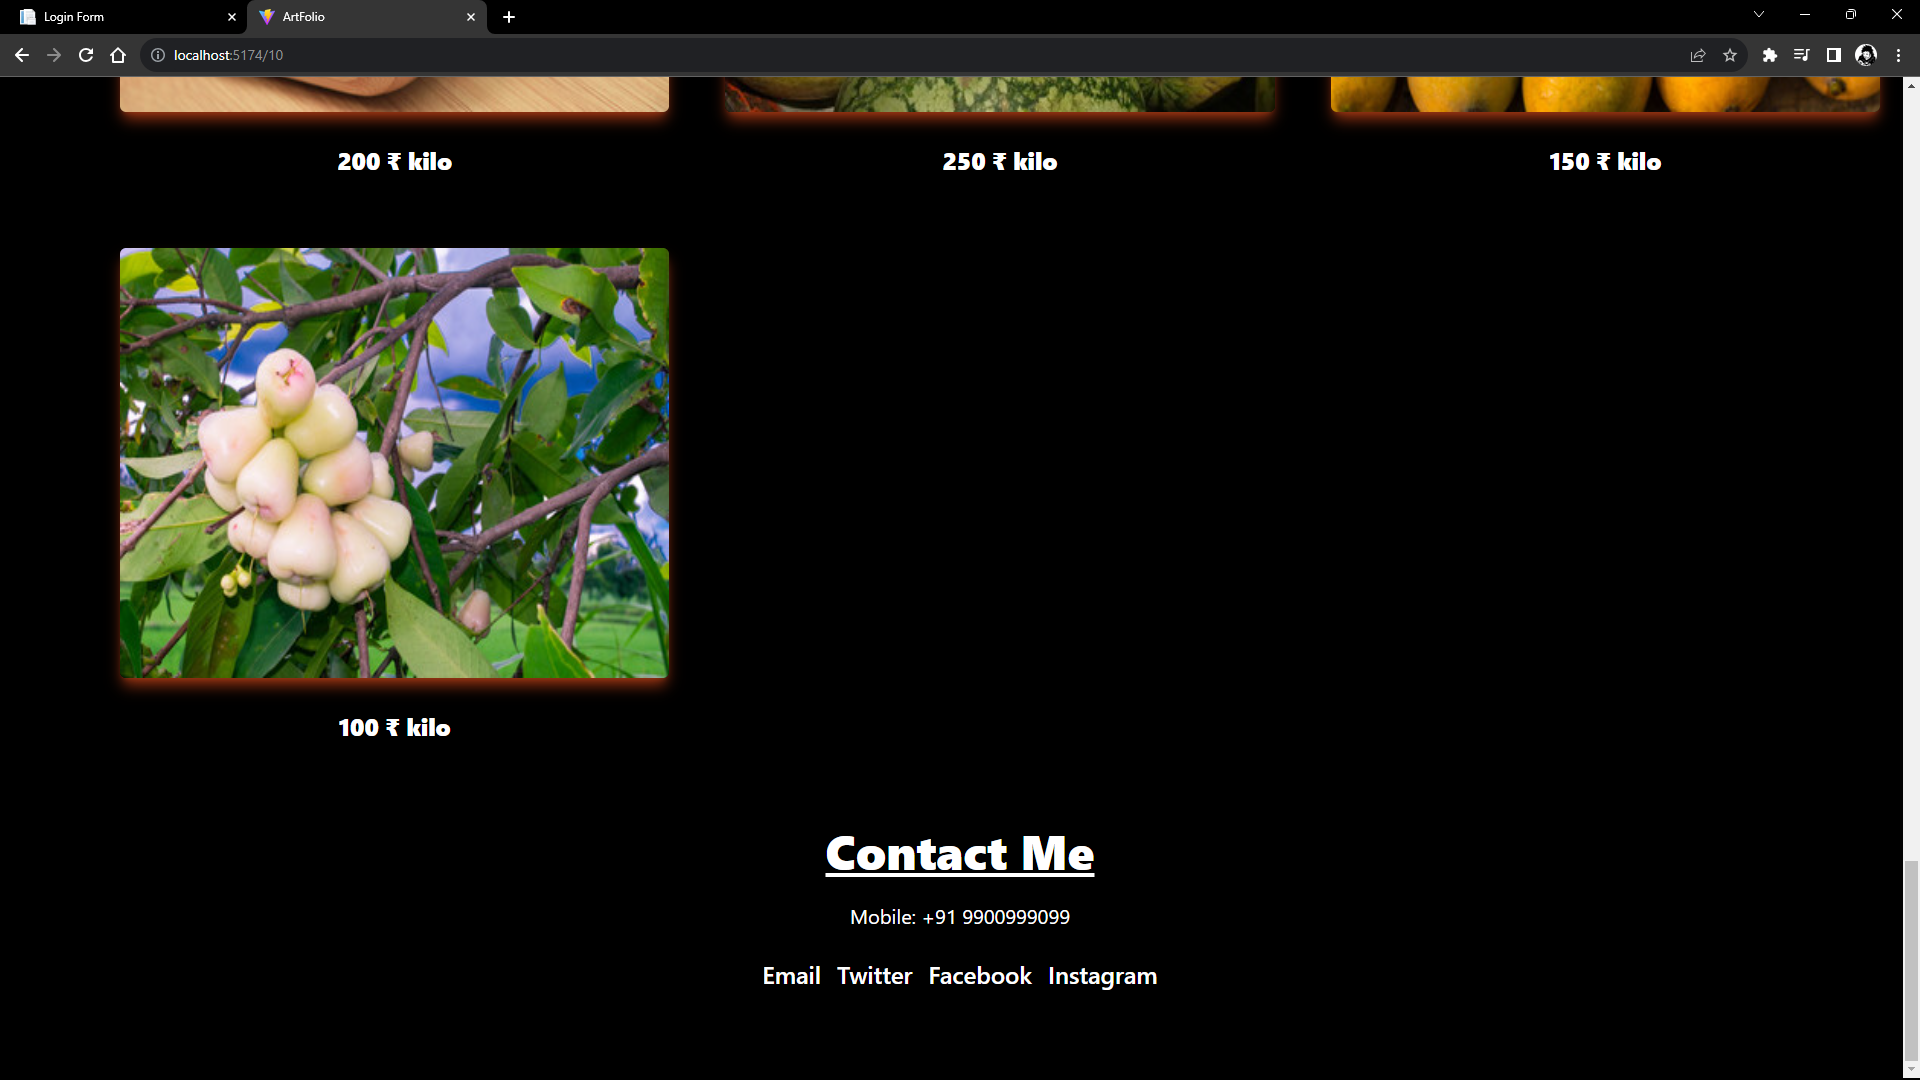 Login Form
ArtFolio
localhost:5174/10
200 ₹ kilo
250 ₹ kilo
150 ₹ kilo
100 ₹ kilo
Contact Me
Mobile: +91 9900999099
Email Twitter Facebook Instagram